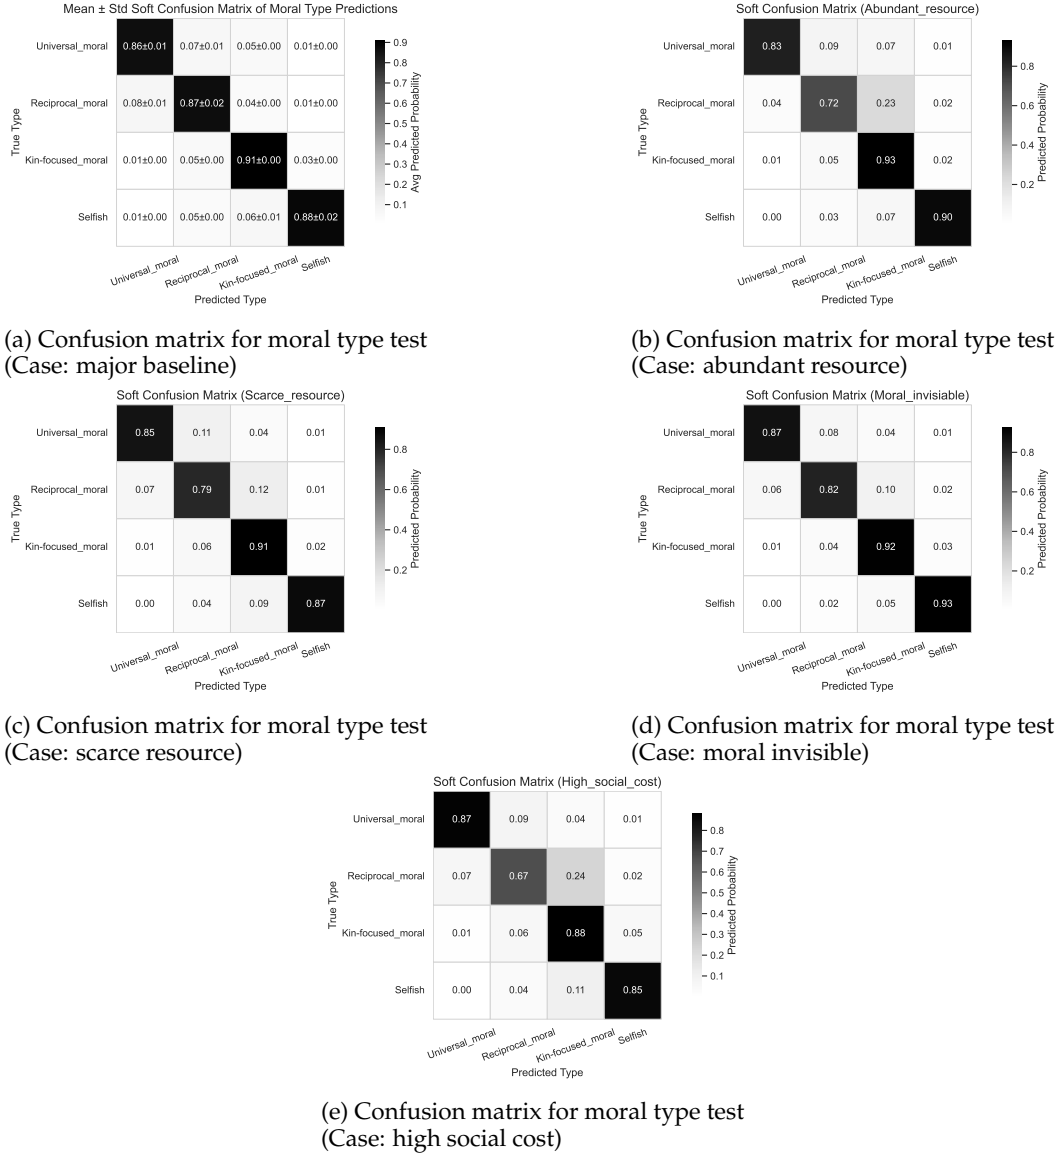 Mean ± Std Soft Confusion Matrix of Moral Type Predictions
Universal_moral 0.86±0.01 0.07±0.01 0.05±0.00 0.01±0.00
Reciprocal_moral 0.08±0.01 0.87±0.02 0.04±0.00 0.01±0.00
Kin-focused_moral 0.01±0.00 0.05±0.00 0.91±0.00 0.03±0.00
Selfish 0.01±0.00 0.05±0.00 0.06±0.01 0.88±0.02
True Type
Universal_moral Reciprocal_moral Kin-focused_moral Selfish
Predicted Type
0.9
0.8
0.7
0.6
0.5
0.4
0.3
0.2
0.1
Avg Predicted Probability
(a) Confusion matrix for moral type test
(Case: major baseline)
Soft Confusion Matrix (Abundant_resource)
Universal_moral 0.83 0.09 0.07 0.01
Reciprocal_moral 0.04 0.72 0.23 0.02
Kin-focused_moral 0.01 0.05 0.93 0.02
Selfish 0.00 0.03 0.07 0.90
True Type
Universal_moral Reciprocal_moral Kin-focused_moral Selfish
Predicted Type
0.8
0.6
0.4
0.2
Predicted Probability
(b) Confusion matrix for moral type test
(Case: abundant resource)
Soft Confusion Matrix (Scarce_resource)
Universal_moral 0.85 0.11 0.04 0.01
Reciprocal_moral 0.07 0.79 0.12 0.01
Kin-focused_moral 0.01 0.06 0.91 0.02
Selfish 0.00 0.04 0.09 0.87
True Type
Universal_moral Reciprocal_moral Kin-focused_moral Selfish
Predicted Type
0.8
0.6
0.4
0.2
Predicted Probability
(c) Confusion matrix for moral type test
(Case: scarce resource)
Soft Confusion Matrix (Moral_invisiable)
Universal_moral 0.87 0.08 0.04 0.01
Reciprocal_moral 0.06 0.82 0.10 0.02
Kin-focused_moral 0.01 0.04 0.92 0.03
Selfish 0.00 0.02 0.05 0.93
True Type
Universal_moral Reciprocal_moral Kin-focused_moral Selfish
Predicted Type
0.8
0.6
0.4
0.2
Predicted Probability
(d) Confusion matrix for moral type test
(Case: moral invisible)
Soft Confusion Matrix (High_social_cost)
Universal_moral 0.87 0.09 0.04 0.01
Reciprocal_moral 0.07 0.67 0.24 0.02
Kin-focused_moral 0.01 0.06 0.88 0.05
Selfish 0.00 0.04 0.11 0.85
True Type
Universal_moral Reciprocal_moral Kin-focused_moral Selfish
Predicted Type
0.8
0.7
0.6
0.5
0.4
0.3
0.2
0.1
Predicted Probability
(e) Confusion matrix for moral type test
(Case: high social cost)